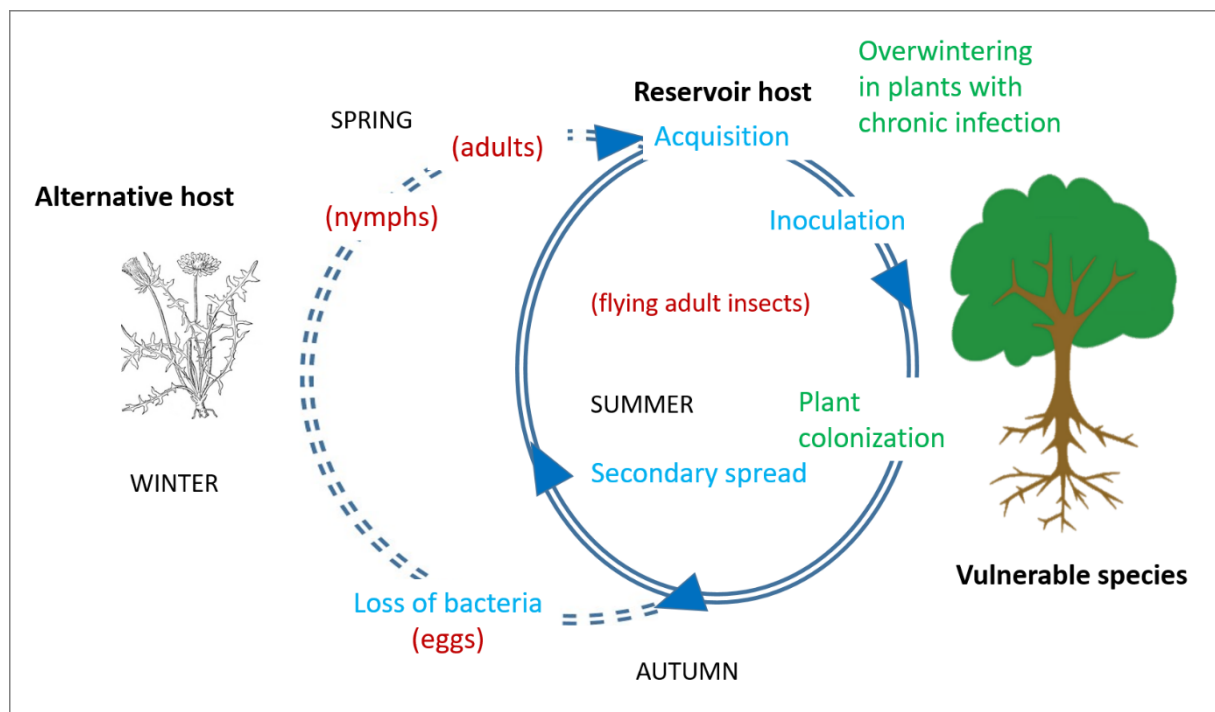 Overwintering
in plants with
chronic infection
Reservoir host
SPRING
(adults)
Acquisition
Alternative host
(nymphs)
Inoculation
(flying adult insects)
SUMMER
Plant
colonization
Secondary spread
WINTER
Vulnerable species
Loss of bacteria
(eggs)
AUTUMN